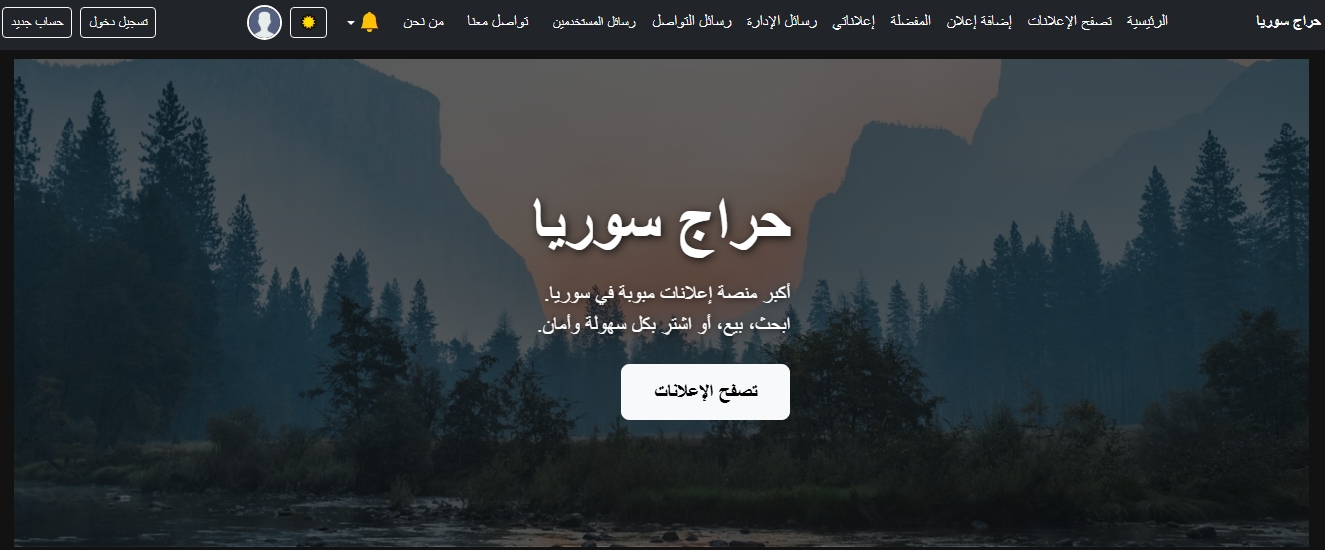 حراج سوريا
الرئيسية
تصفح الإعلانات
إضافة إعلان
المفضلة
إعلاناتي
رسائل الإدارة
رسائل التواصل
رسائل المستخدمين
تواصل معنا
من نحن
تسجيل دخول
حساب جديد
حراج سوريا
أكبر منصة إعلانات مبوبة في سوريا.
ابحث، بيع، أو اشترِ بكل سهولة وأمان.
تصفح الإعلانات